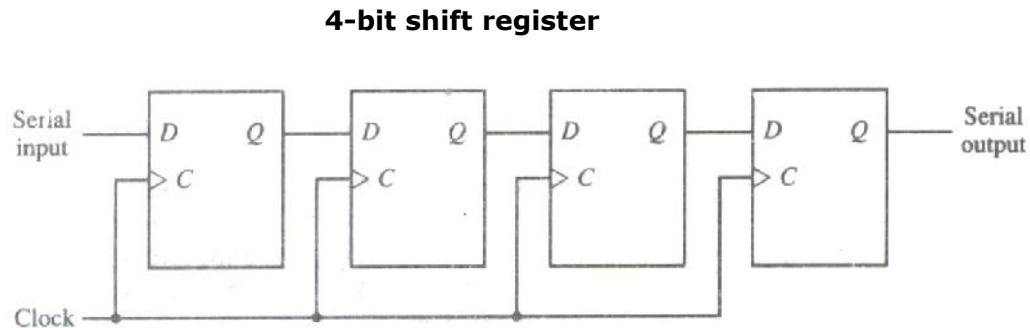 4-bit shift register
Serial
input
D Q D Q D Q D Q
Serial
output
C C C C
Clock